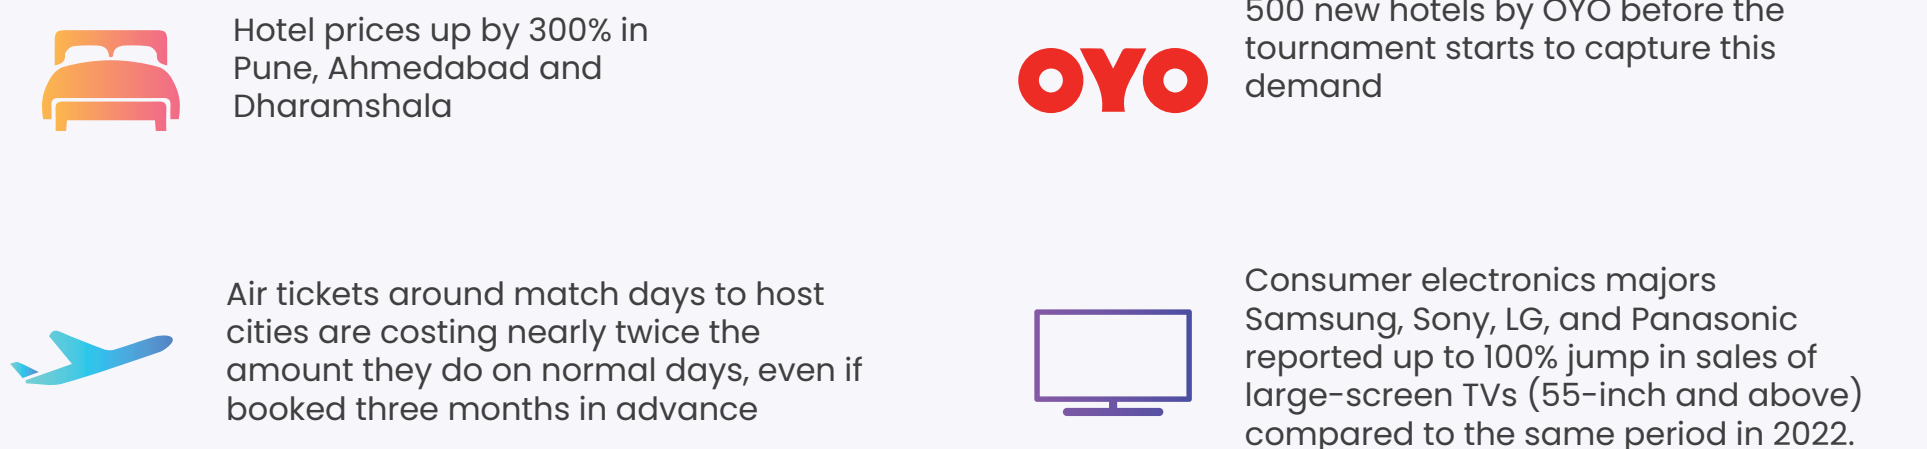 Hotel prices up by 300% in
Pune, Ahmedabad and
Dharamshala
OYO
500 new hotels by OYO before the
tournament starts to capture this
demand
Air tickets around match days to host
cities are costing nearly twice the
amount they do on normal days, even if
booked three months in advance
Consumer electronics majors
Samsung, Sony, LG, and Panasonic
reported up to 100% jump in sales of
large-screen TVs (55-inch and above)
compared to the same period in 2022.